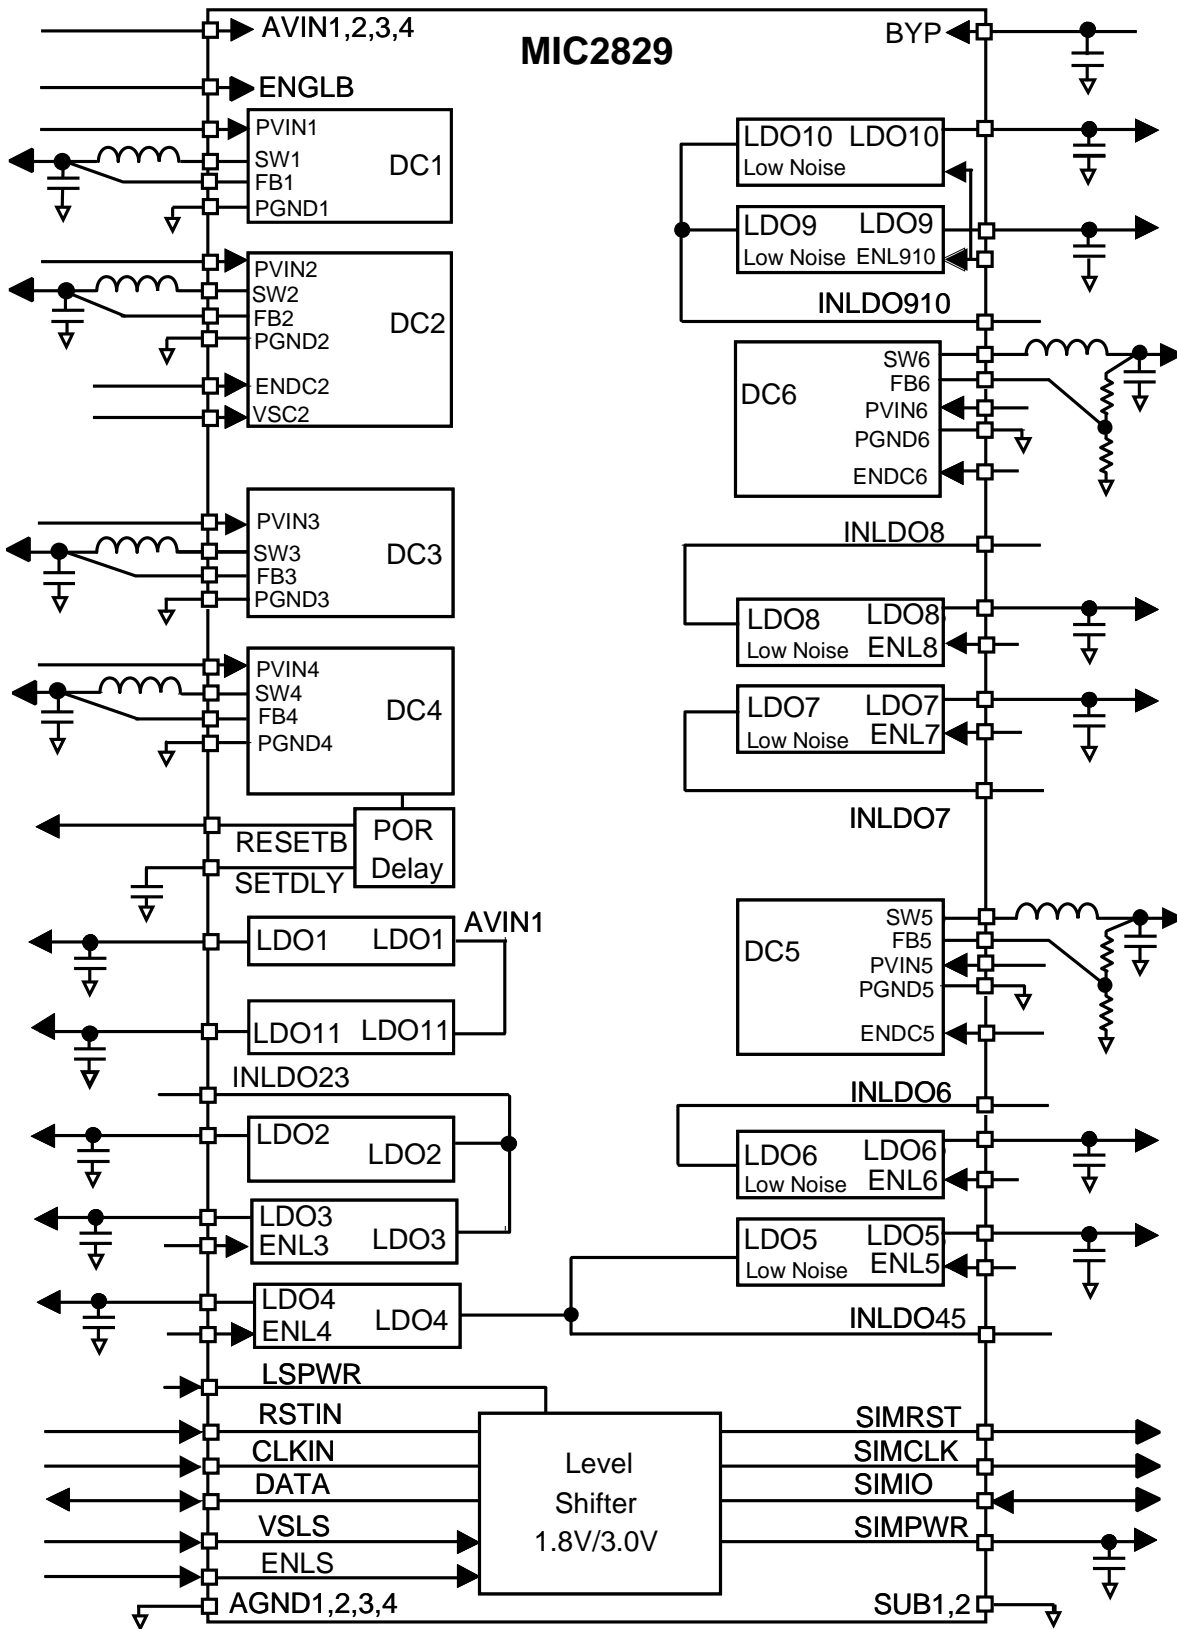 MIC2829
AVIN1,2,3,4
ENGLB
PVIN1
SW1
FB1
PGND1
DC1
PVIN2
SW2
FB2
PGND2
ENDC2
VSC2
DC2
PVIN3
SW3
FB3
PGND3
DC3
PVIN4
SW4
FB4
PGND4
DC4
RESETB
SETDLY
POR
Delay
AVIN1
LDO1 LDO1
LDO11 LDO11
INLDO23
LDO2
LDO2
LDO3
ENL3
LDO3
LDO4
ENL4
LDO4
LSPWR
RSTIN
CLKIN
DATA
VSLS
ENLS
AGND1,2,3,4
Level
Shifter
1.8V/3.0V
BYP
LDO10 LDO10
Low Noise
LDO9 LDO9
Low Noise ENL910
INLDO910
DC6
SW6
FB6
PVIN6
PGND6
ENDC6
INLDO8
LDO8 LDO8
Low Noise ENL8
LDO7 LDO7
Low Noise ENL7
INLDO7
DC5
SW5
FB5
PVIN5
PGND5
ENDC5
INLDO6
LDO6 LDO6
Low Noise ENL6
LDO5 LDO5
Low Noise ENL5
INLDO45
SIMRST
SIMCLK
SIMIO
SIMPWR
SUB1,2